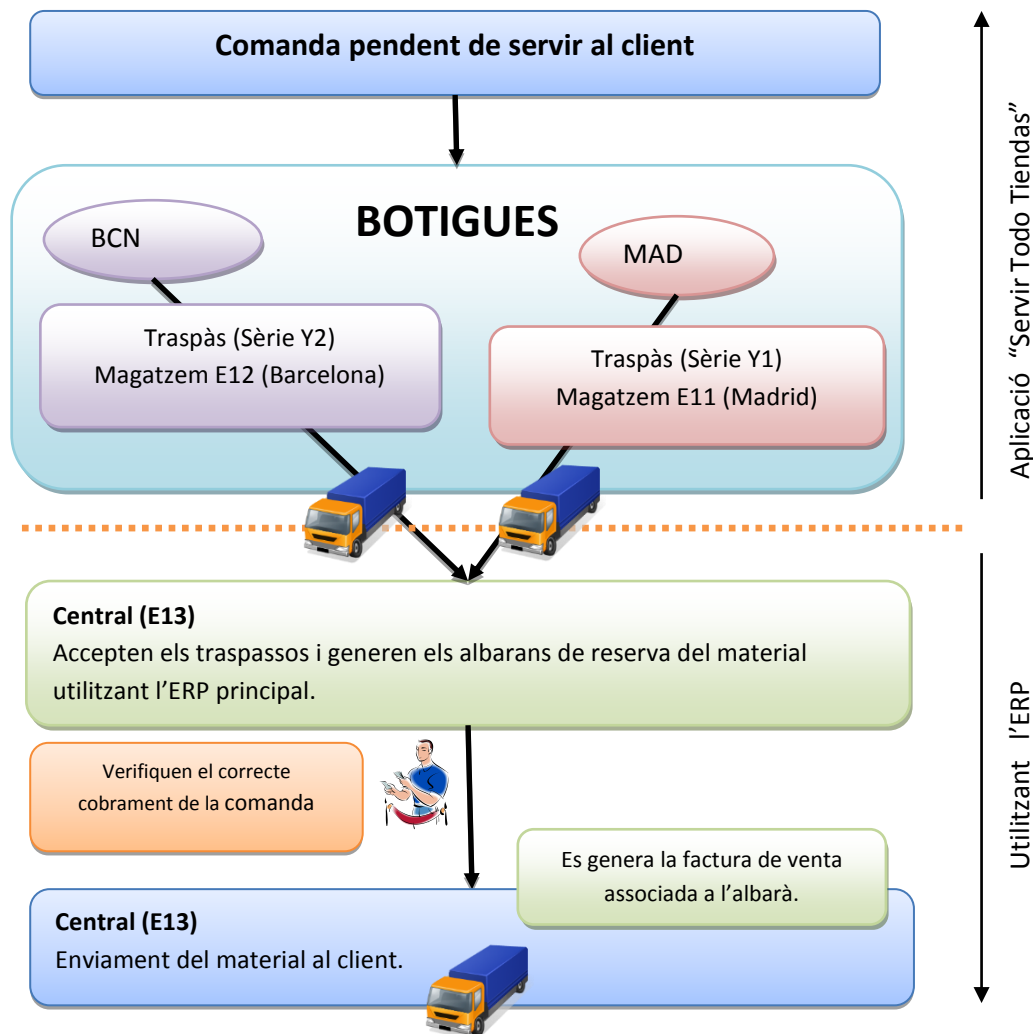 Comanda pendent de servir al client
BOTIGUES
BCN
MAD
Traspàs (Sèrie Y2)
Magatzem E12 (Barcelona)
Traspàs (Sèrie Y1)
Magatzem E11 (Madrid)
Aplicació “Servir Todo Tiendas”
Central (E13)
Accepten els traspassos i generen els albarans de reserva del material
utilitzant l’ERP principal.
Verifiquen el correcte
cobrament de la comanda
Es genera la factura de venta
associada a l’albarà.
Central (E13)
Enviament del material al client.
Utilitzant l’ERP